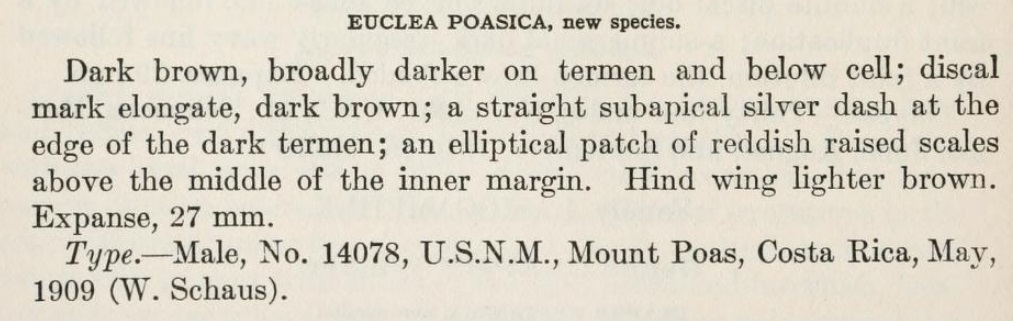 EUCLEA POASICA, new species.
Dark brown, broadly darker on termen and below cell; discal
mark elongate, dark brown; a straight subapical silver dash at the
edge of the dark termen; an elliptical patch of reddish raised scales
above the middle of the inner margin. Hind wing lighter brown.
Expanse, 27 mm.
Type.—Male, No. 14078, U.S.N.M., Mount Poas, Costa Rica, May,
1909 (W. Schaus).